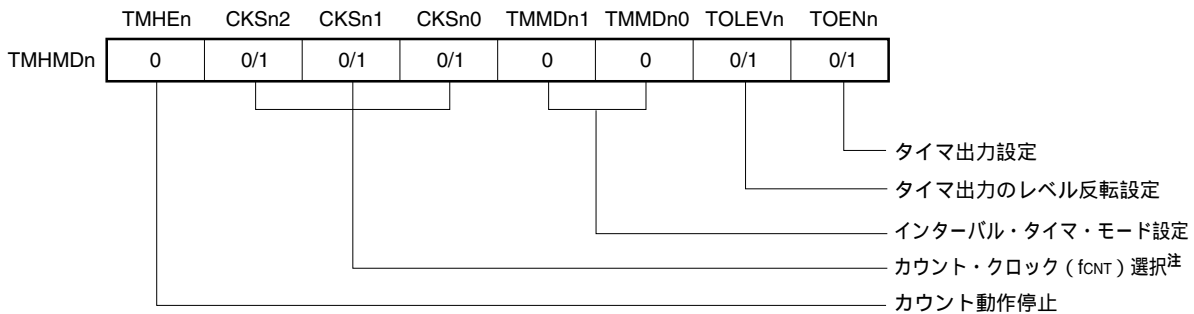 TMHEn CKSn2 CKSn1 CKSn0 TMMDn1 TMMDn0 TOLEVn TOENn
TMHMDn 0 0/1 0/1 0/1 0 0 0/1 0/1
タイマ出力設定
タイマ出力のレベル反転設定
インターバル・タイマ・モード設定
カウント・クロック（fCNT）選択注
カウント動作停止